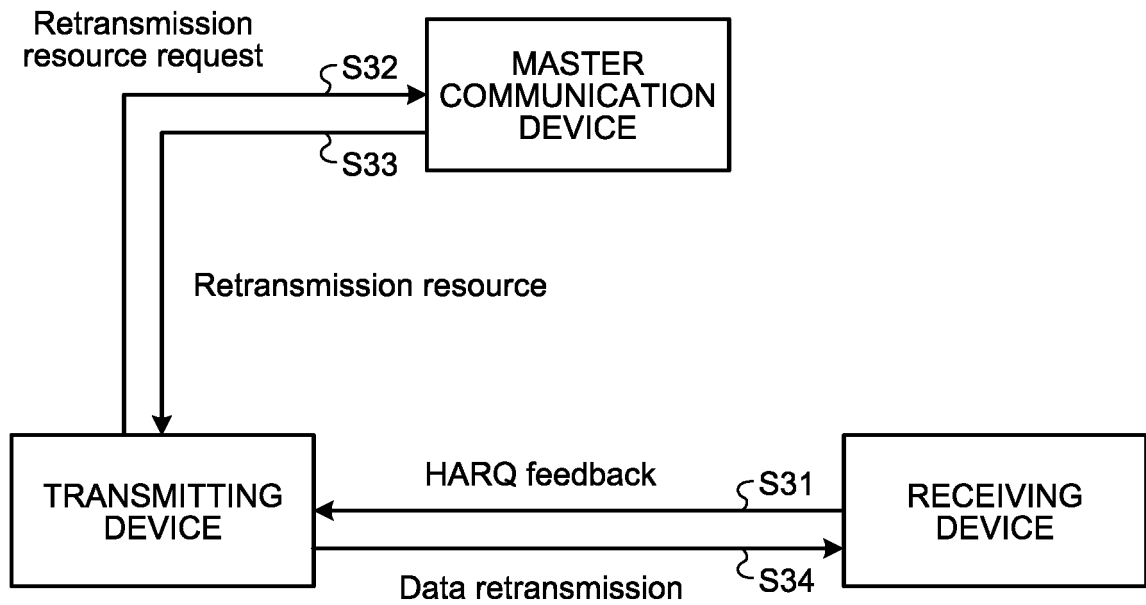 Retransmission
resource request
S32
MASTER
COMMUNICATION
DEVICE
S33
Retransmission resource
TRANSMITTING
DEVICE
HARQ feedback
S31
RECEIVING
DEVICE
Data retransmission
S34